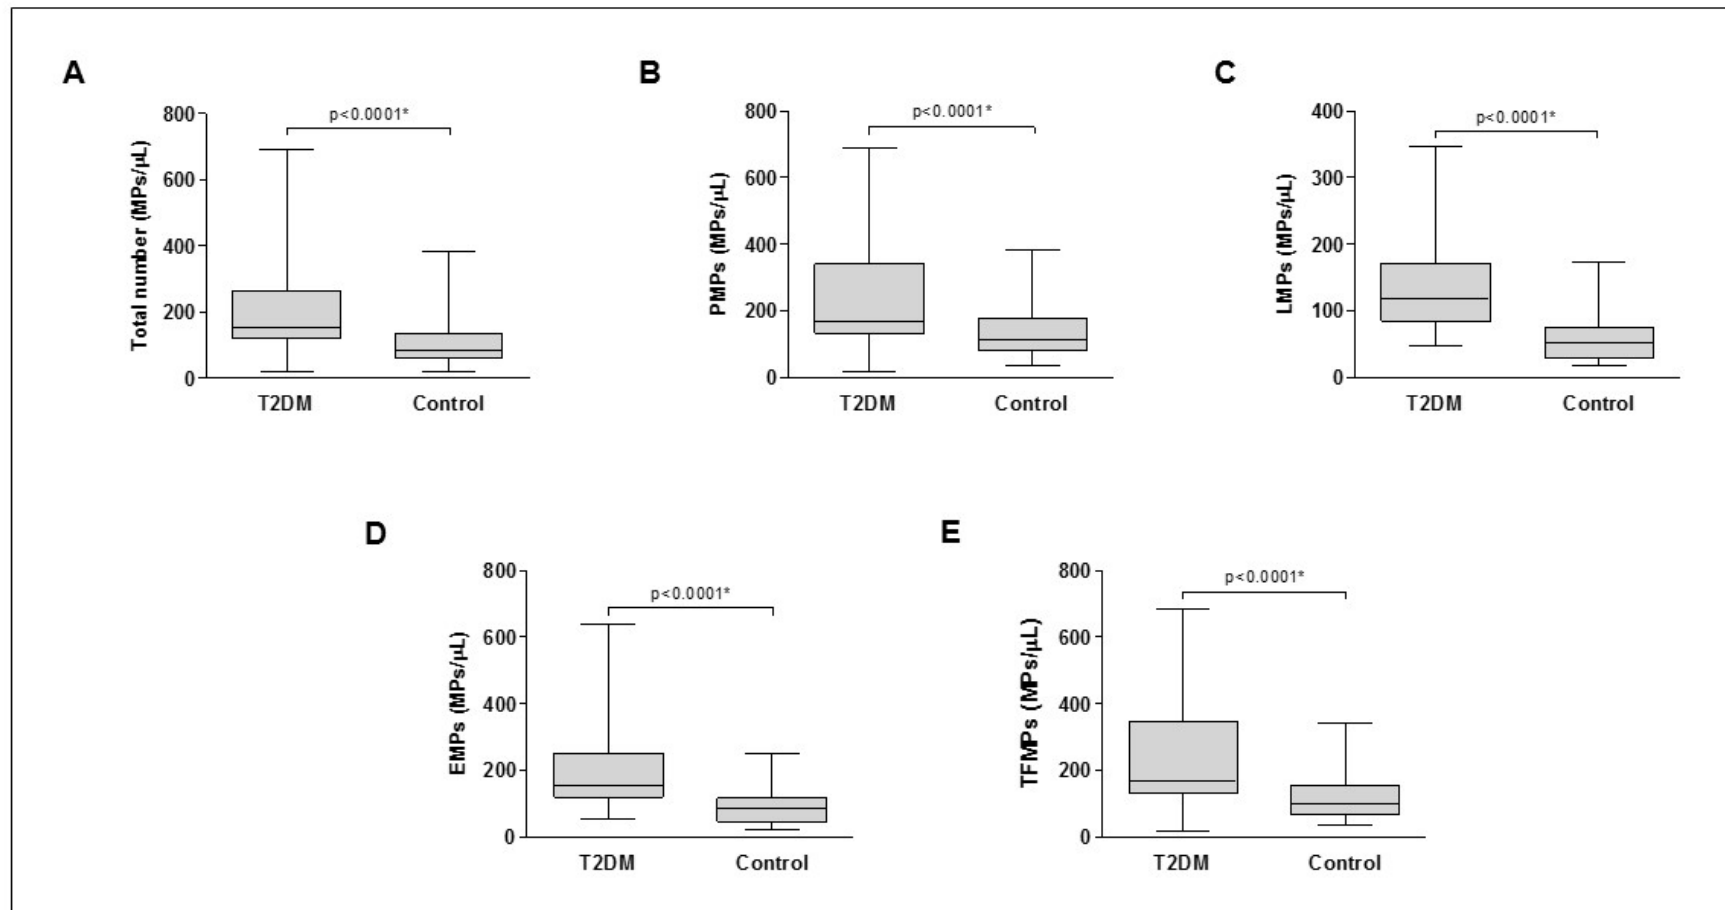 A
Total number (MPs/μL)
800
600
400
200
0
p<0.0001*
T2DM Control
B
PMPs (MPs/μL)
800
600
400
200
0
p<0.0001*
T2DM Control
C
LMPs (MPs/μL)
400
300
200
100
0
p<0.0001*
T2DM Control
D
EMPs (MPs/μL)
800
600
400
200
0
p<0.0001*
T2DM Control
E
TFMPs (MPs/μL)
800
600
400
200
0
p<0.0001*
T2DM Control